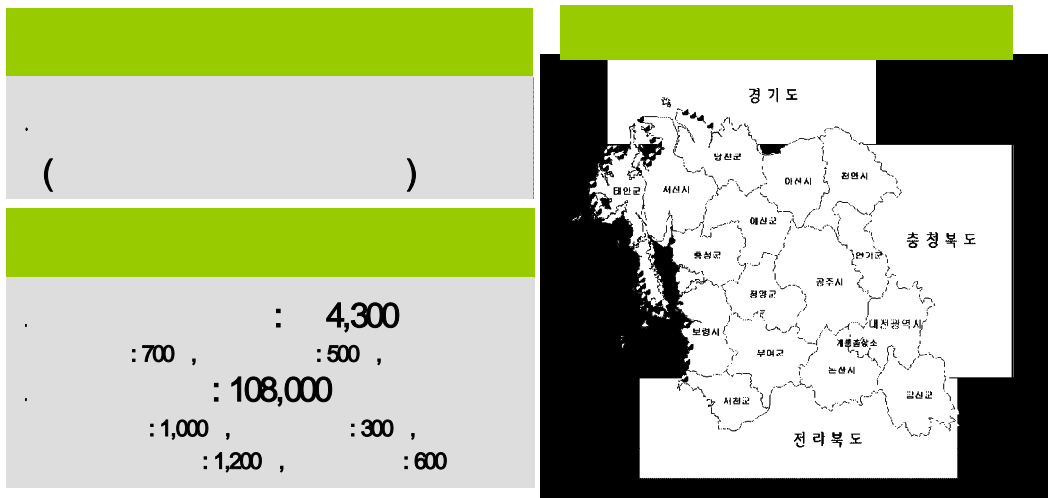 .
( )
. : 4,300
: 700 , : 500 ,
. : 108,000
: 1,000 , : 300 ,
: 1,200 , : 600
경기도
당진군
아산시
천안시
태안군
서산시
예산군
충청북도
홍성군
연기군
공주시
청양군
대전광역시
보령시
계룡출장소
부여군
논산시
서천군
금산군
전라북도